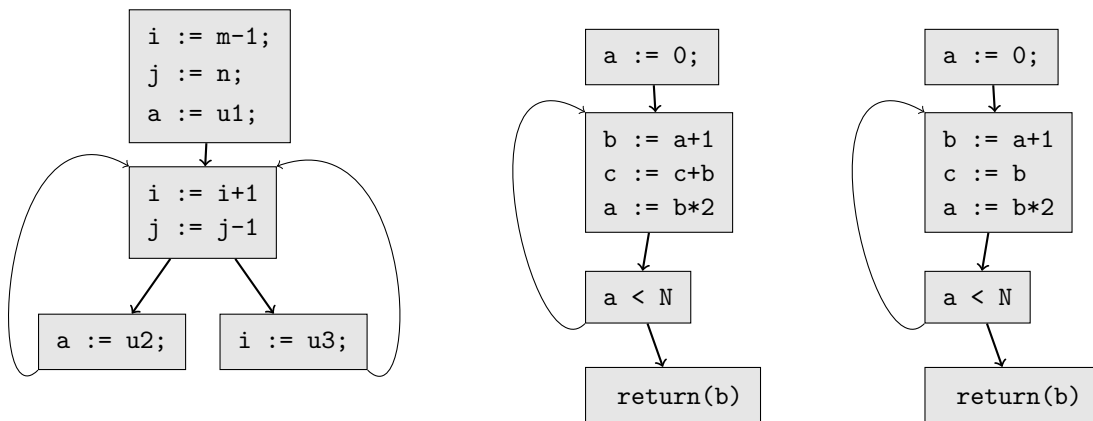 i := m-1;
j := n;
a := u1;
i := i+1
j := j-1
a := u2;
i := u3;
a := 0;
b := a+1
c := c+b
a := b*2
a < N
return(b)
a := 0;
b := a+1
c := b
a := b*2
a < N
return(b)